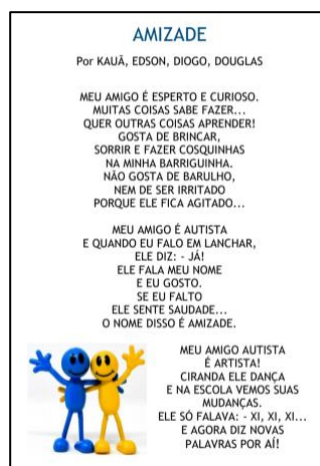 AMIZADE
Por KAUÃ, EDSON, DIOGO, DOUGLAS
MEU AMIGO É ESPERTO E CURIOSO.
MUITAS COISAS SABE FAZER...
QUER OUTRAS COISAS APRENDER!
GOSTA DE BRINCAR,
SORRIR E FAZER COSQUINHAS
NA MINHA BARRIGUINHA.
NÃO GOSTA DE BARULHO,
NEM DE SER IRRITADO
PORQUE ELE FICA AGITADO...
MEU AMIGO É AUTISTA
E QUANDO EU FALO EM LANCHAR,
ELE DIZ: - JÁ!
ELE FALA MEU NOME
E EU GOSTO.
SE EU FALTO
ELE SENTE SAUDADE...
O NOME DISSO É AMIZADE.
MEU AMIGO AUTISTA
É ARTISTA!
CIRANDA ELE DANÇA
E NA ESCOLA VEMOS SUAS
MUDANÇAS.
ELE SÓ FALAVA: - XI, XI, XI...
E AGORA DIZ NOVAS
PALAVRAS POR AÍ!